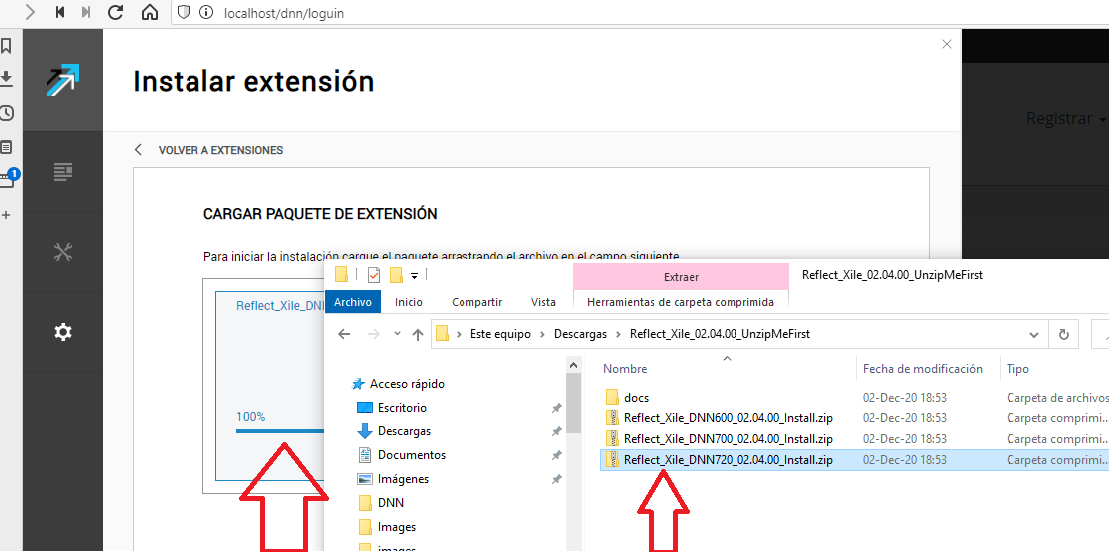 localhost/dnn/loguin
Instalar extensión
Registrar
VOLVER A EXTENSIONES
1
CARGAR PAQUETE DE EXTENSIÓN
Para iniciar la instalación cargue el paquete arrastrando el archivo en el campo siguiente
Reflect_Xile_DN
100%
Extraer
Reflect_Xile_02.04.00_UnzipMeFirst
Archivo Inicio Compartir Vista Herramientas de carpeta comprimida
Este equipo Descargas Reflect_Xile_02.04.00_UnzipMeFirst
Nombre Fecha de modificación Tipo
Acceso rápido
Escritorio
Descargas
Documentos
Imágenes
DNN
Images
images
docs 02-Dec-20 18:53 Carpeta de archivos
Reflect_Xile_DNN600_02.04.00_Install.zip 02-Dec-20 18:53 Carpeta comprimi...
Reflect_Xile_DNN700_02.04.00_Install.zip 02-Dec-20 18:53 Carpeta comprimi...
Reflect_Xile_DNN720_02.04.00_Install.zip 02-Dec-20 18:53 Carpeta comprimi...